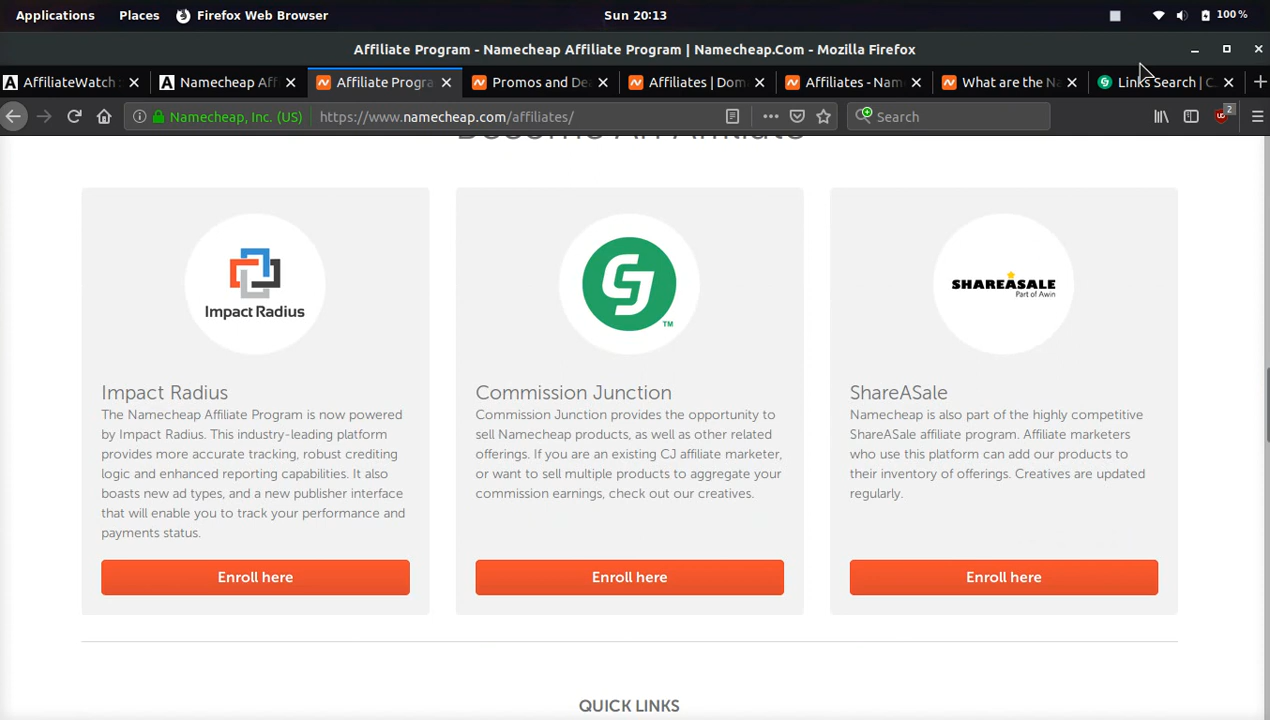 Applications Places Firefox Web Browser Sun 20:13 100 %
Affiliate Program - Namecheap Affiliate Program | Namecheap.Com - Mozilla Firefox
AffiliateWatch : Namecheap Aff Affiliate Progra Promos and De Affiliates | Dom Affiliates - Nam What are the N Links Search | C
Namecheap, Inc. (US) https://www.namecheap.com/affiliates/ Search 2
Become An Affiliate
Impact Radius
CJ TM
SHAREASALE
Part of Awin
Impact Radius
The Namecheap Affiliate Program is now powered
by Impact Radius. This industry-leading platform
provides more accurate tracking, robust crediting
logic and enhanced reporting capabilities. It also
boasts new ad types, and a new publisher interface
that will enable you to track your performance and
payments status.
Enroll here
Commission Junction
Commission Junction provides the opportunity to
sell Namecheap products, as well as other related
offerings. If you are an existing CJ affiliate marketer,
or want to sell multiple products to aggregate your
commission earnings, check out our creatives.
Enroll here
ShareASale
Namecheap is also part of the highly competitive
ShareASale affiliate program. Affiliate marketers
who use this platform can add our products to
their inventory of offerings. Creatives are updated
regularly.
Enroll here
QUICK LINKS